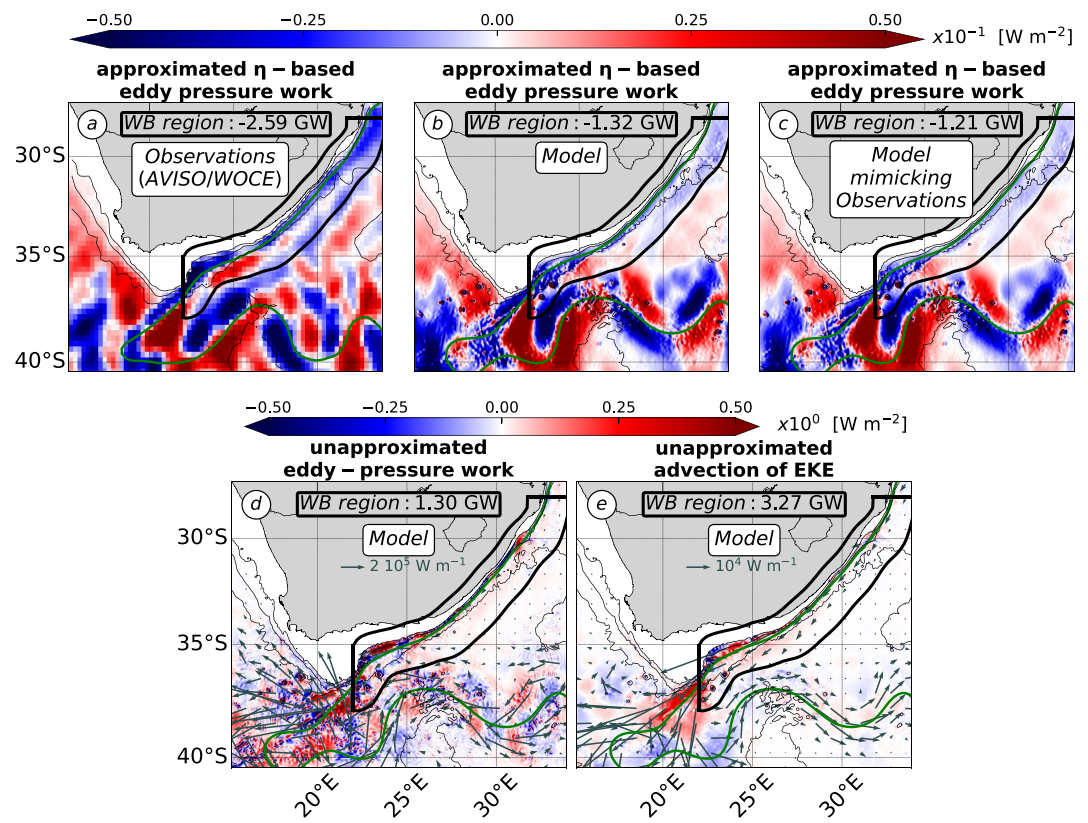 −0.50 −0.25 0.00 0.25 0.50
x10⁻¹ [W m⁻²]
approximated η − based
eddy pressure work
approximated η − based
eddy pressure work
approximated η − based
eddy pressure work
a
WB region : -2.59 GW
Observations
(AVISO/WOCE)
b
WB region : -1.32 GW
Model
c
WB region : -1.21 GW
Model
mimicking
Observations
30°S
35°S
40°S
−0.50 −0.25 0.00 0.25 0.50
x10⁰ [W m⁻²]
unapproximated
eddy − pressure work
unapproximated
advection of EKE
d
WB region : 1.30 GW
Model
2 10⁵ W m⁻¹
e
WB region : 3.27 GW
Model
10⁴ W m⁻¹
30°S
35°S
40°S
20°E 25°E 30°E
20°E 25°E 30°E